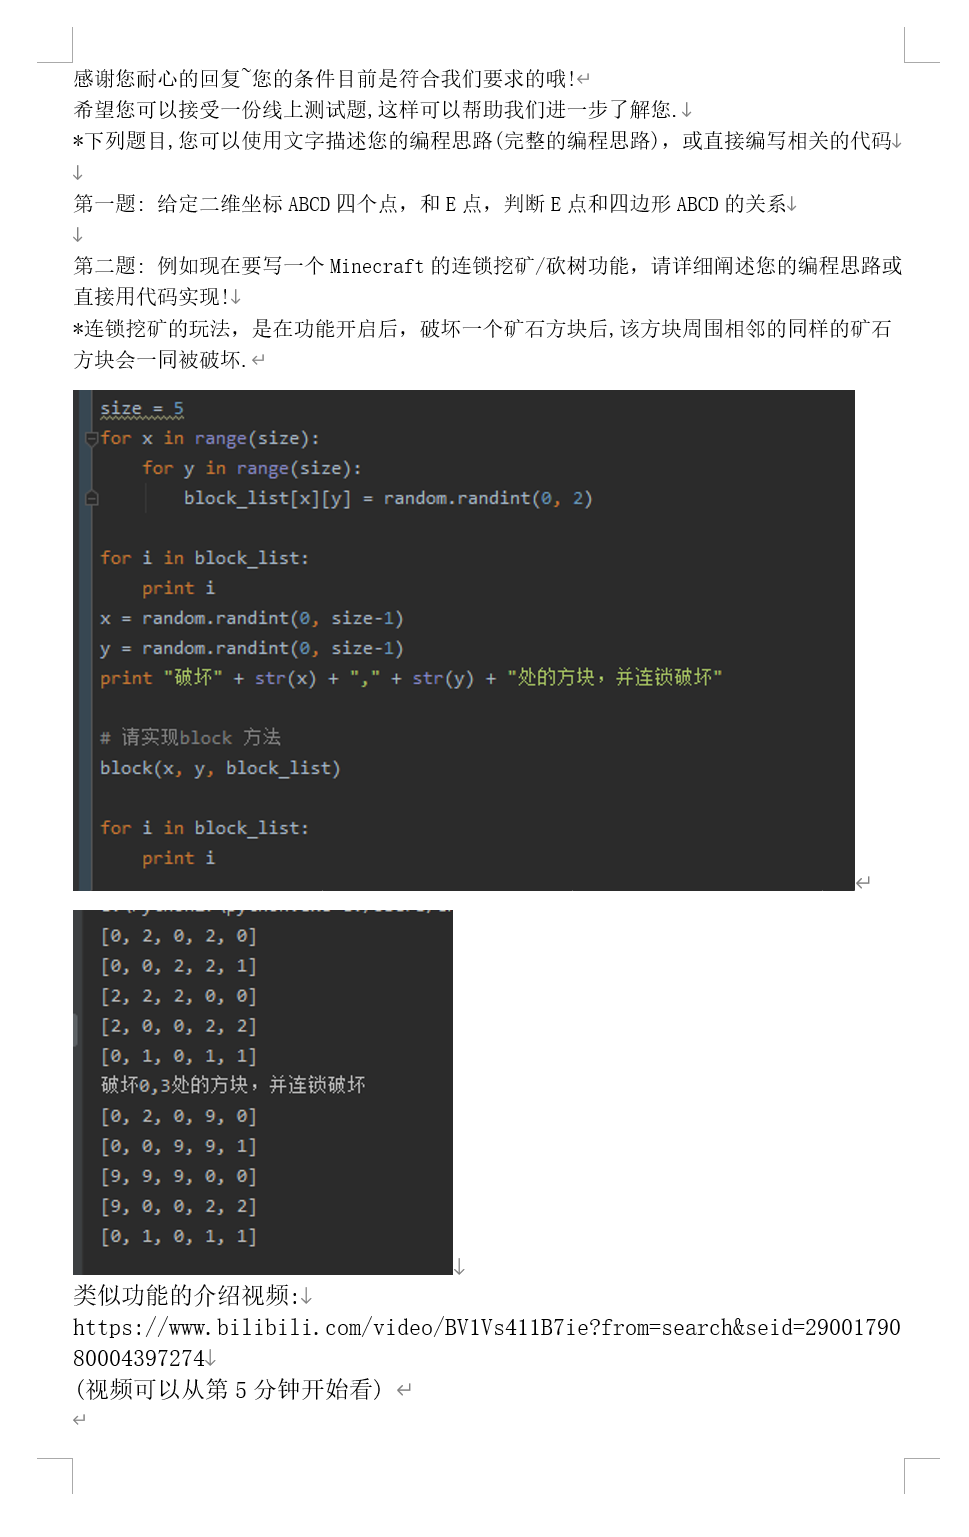 感谢您耐心的回复~您的条件目前是符合我们要求的哦!
希望您可以接受一份线上测试题,这样可以帮助我们进一步了解您.
*下列题目,您可以使用文字描述您的编程思路(完整的编程思路)，或直接编写相关的代码
第一题: 给定二维坐标 ABCD 四个点，和 E 点，判断 E 点和四边形 ABCD 的关系
第二题: 例如现在要写一个 Minecraft 的连锁挖矿/砍树功能，请详细阐述您的编程思路或
直接用代码实现!
*连锁挖矿的玩法，是在功能开启后，破坏一个矿石方块后,该方块周围相邻的同样的矿石
方块会一同被破坏.
size = 5
for x in range(size):
    for y in range(size):
        block_list[x][y] = random.randint(0, 2)
for i in block_list:
    print i
x = random.randint(0, size-1)
y = random.randint(0, size-1)
print "破坏" + str(x) + "," + str(y) + "处的方块，并连锁破坏"
# 请实现block 方法
block(x, y, block_list)
for i in block_list:
    print i
[0, 2, 0, 2, 0]
[0, 0, 2, 2, 1]
[2, 2, 2, 0, 0]
[2, 0, 0, 2, 2]
[0, 1, 0, 1, 1]
破坏0,3处的方块，并连锁破坏
[0, 2, 0, 9, 0]
[0, 0, 9, 9, 1]
[9, 9, 9, 0, 0]
[9, 0, 0, 2, 2]
[0, 1, 0, 1, 1]
类似功能的介绍视频:
https://www.bilibili.com/video/BV1Vs411B7ie?from=search&seid=29001790
80004397274
(视频可以从第 5 分钟开始看)